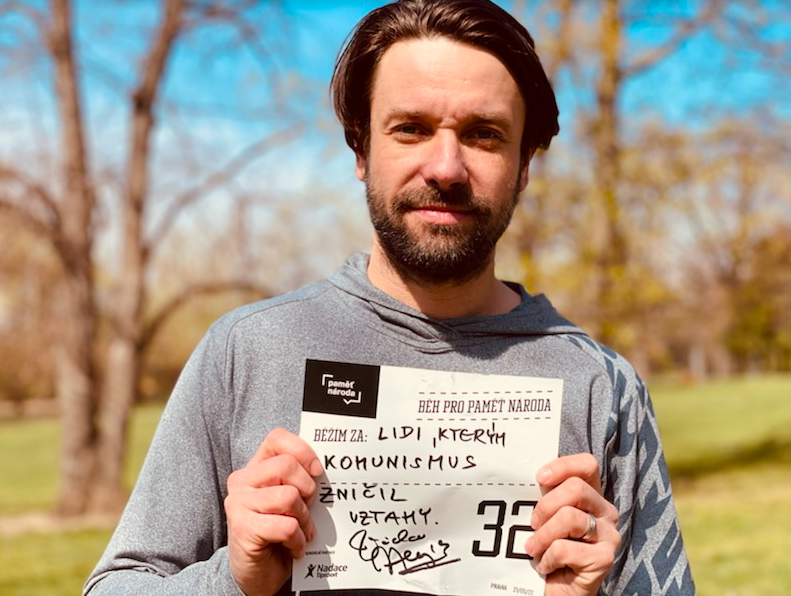 paměť
národa
BĚH PRO PAMĚŤ NÁRODA
BĚŽÍM ZA: LIDI, KTERÝM
KOMUNISMUS
ZNIČIL
VZTAHY.
32
Nadace
PRAHA